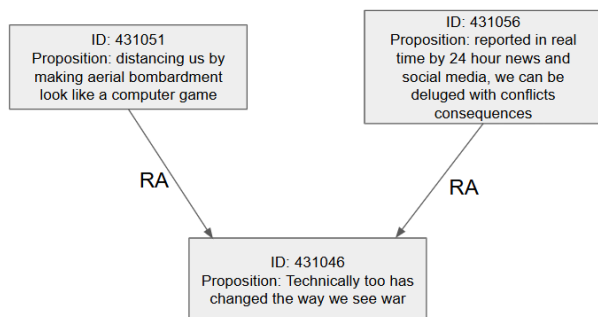 ID: 431051
Proposition: distancing us by
making aerial bombardment
look like a computer game
ID: 431056
Proposition: reported in real
time by 24 hour news and
social media, we can be
deluged with conflicts
consequences
RA
RA
ID: 431046
Proposition: Technically too has
changed the way we see war